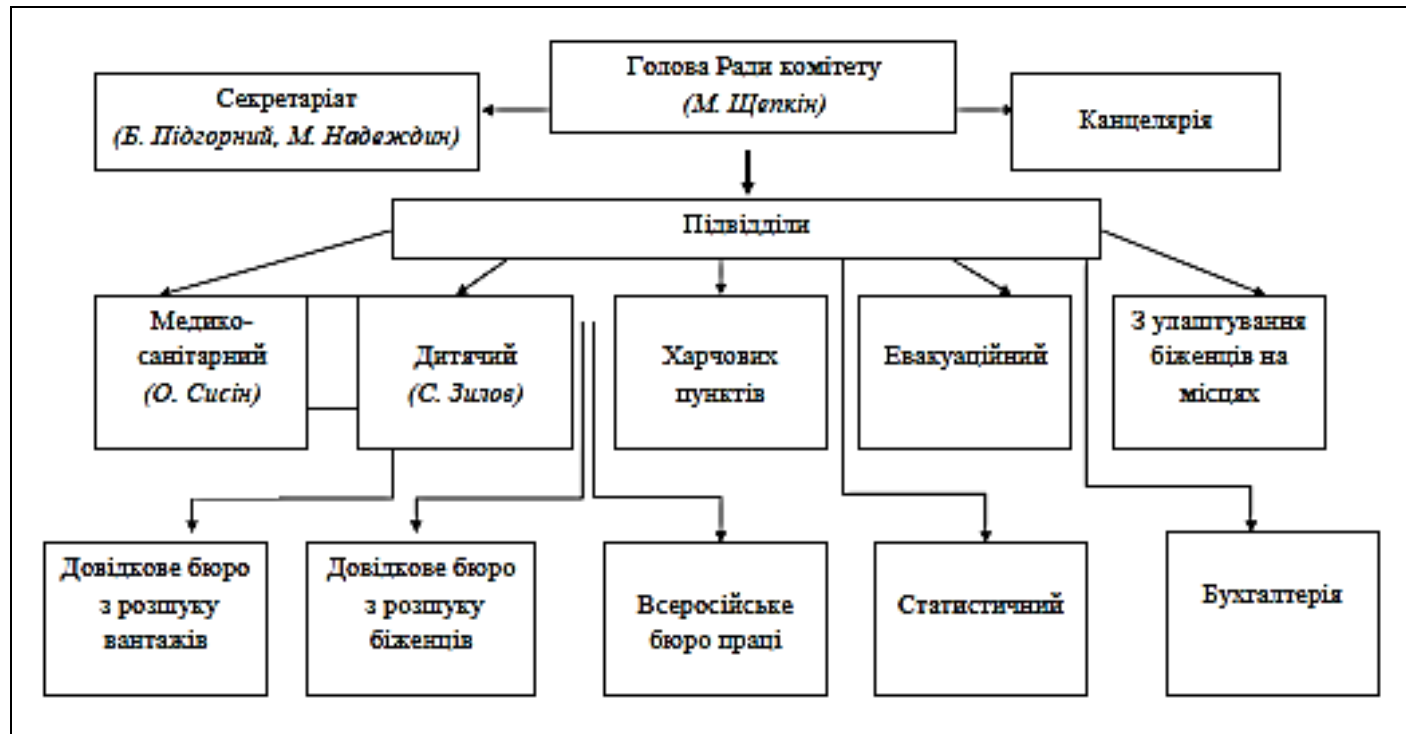 Голова Ради комітету
(М. Щепкін)
Секретаріат
(Б. Підгорний, М. Надеждин)
Канцелярія
Підвідділи
Медико-
санітарний
(О. Сисін)
Дитячий
(С. Зилов)
Харчових
пунктів
Евакуаційний
З улаштування
біженців на
місцях
Довідкове бюро
з розшуку
вантажів
Довідкове бюро
з розшуку
біженців
Всеросійське
бюро праці
Статистичний
Бухгалтерія